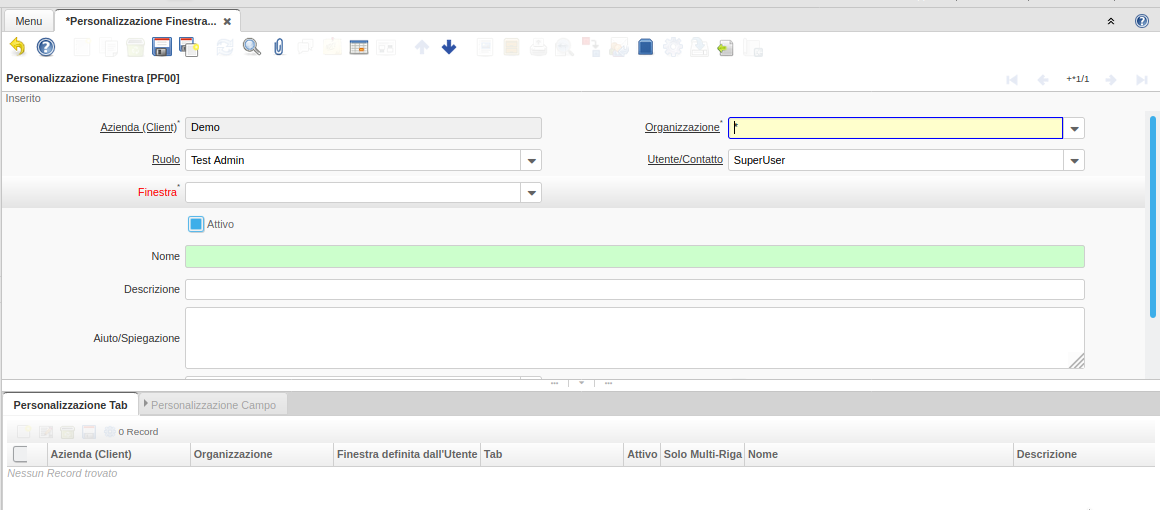 Menu
*Personalizzazione Finestra...
Personalizzazione Finestra [PF00]
+*1/1
Inserito
Azienda (Client)*
Demo
Organizzazione*
*
Ruolo
Test Admin
Utente/Contatto
SuperUser
Finestra*
Attivo
Nome
Descrizione
Aiuto/Spiegazione
Personalizzazione Tab
Personalizzazione Campo
0 Record
Azienda (Client) Organizzazione Finestra definita dall'Utente Tab Attivo Solo Multi-Riga Nome Descrizione
Nessun Record trovato